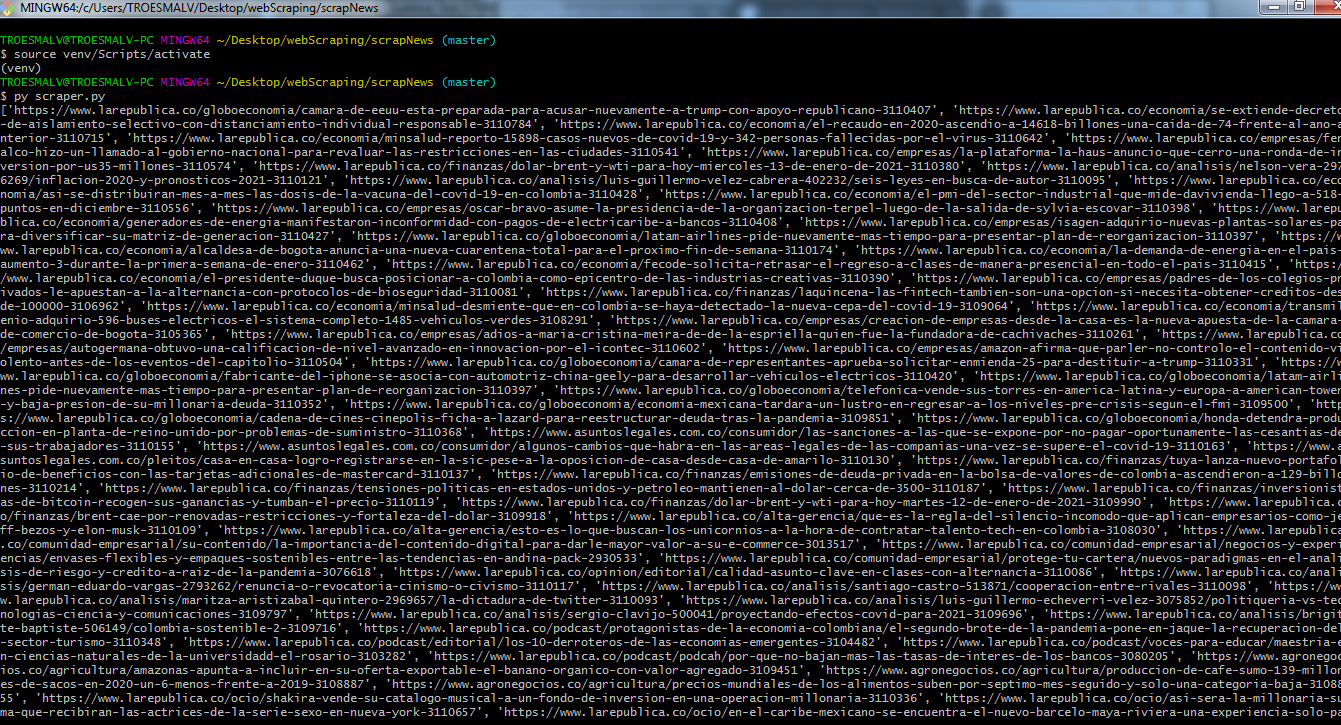 MINGW64:/c/Users/TROESMALV/Desktop/webScraping/scrapNews
TROESMALV@TROESMALV-PC MINGW64 ~/Desktop/webScraping/scrapNews (master)
$ source venv/Scripts/activate
(venv)
TROESMALV@TROESMALV-PC MINGW64 ~/Desktop/webScraping/scrapNews (master)
$ py scraper.py
['https://www.larepublica.co/globoeconomia/camara-de-eeuu-esta-preparada-para-acusar-nuevamente-a-trump-con-apoyo-republicano-3110407', 'https://www.larepublica.co/economia/se-extiende-decreto
-de-aislamiento-selectivo-con-distanciamiento-individual-responsable-3110784', 'https://www.larepublica.co/economia/el-recaudo-en-2020-ascendio-a-14618-billones-una-caida-de-74-frente-al-ano-a
nterior-3110715', 'https://www.larepublica.co/economia/minsalud-reporto-15898-casos-nuevos-de-covid-19-y-342-personas-fallecidas-por-el-virus-3110642', 'https://www.larepublica.co/empresas/fen
alco-hizo-un-llamado-al-gobierno-nacional-para-revaluar-las-restricciones-en-las-ciudades-3110541', 'https://www.larepublica.co/empresas/la-plataforma-la-haus-anuncio-que-cerro-una-ronda-de-in
version-por-us35-millones-3110574', 'https://www.larepublica.co/finanzas/dolar-brent-y-wti-para-hoy-miercoles-13-de-enero-de-2021-3110380', 'https://www.larepublica.co/analisis/nelson-vera-297
6269/inflacion-2020-y-pronosticos-2021-3110121', 'https://www.larepublica.co/analisis/luis-guillermo-velez-cabrera-402232/seis-leyes-en-busca-de-autor-3110095', 'https://www.larepublica.co/eco
nomia/asi-se-distribuiran-mes-a-mes-las-dosis-de-la-vacuna-del-covid-19-en-colombia-3110428', 'https://www.larepublica.co/economia/el-pmi-del-sector-industrial-que-mide-davivienda-llego-a-518-
puntos-en-diciembre-3110556', 'https://www.larepublica.co/empresas/oscar-bravo-asume-la-presidencia-de-la-organizacion-terpel-luego-de-la-salida-de-sylvia-escovar-3110398', 'https://www.larepu
blica.co/economia/generadores-de-energia-manifestaron-inconformidad-con-pagos-de-electricaribe-a-bancos-3110408', 'https://www.larepublica.co/empresas/isagen-adquirio-nuevas-plantas-solares-pa
ra-diversificar-su-matriz-de-generacion-3110427', 'https://www.larepublica.co/globoeconomia/latam-airlines-pide-nuevamente-mas-tiempo-para-presentar-plan-de-reorganizacion-3110397', 'https://w
ww.larepublica.co/economia/alcaldesa-de-bogota-anuncia-una-nueva-cuarentena-total-para-el-proximo-fin-de-semana-3110174', 'https://www.larepublica.co/economia/la-demanda-de-energia-en-el-pais-
aumento-3-durante-la-primera-semana-de-enero-3110462', 'https://www.larepublica.co/economia/fecode-solicita-retrasar-el-regreso-a-clases-de-manera-presencial-en-todo-el-pais-3110415', 'https:/
/www.larepublica.co/economia/el-presidente-duque-busca-posicionar-a-colombia-como-epicentro-de-las-industrias-creativas-3110390', 'https://www.larepublica.co/empresas/padres-de-los-colegios-pr
ivados-le-apuestan-a-la-alternancia-con-protocolos-de-bioseguridad-3110081', 'https://www.larepublica.co/finanzas/laquincena-las-fintech-tambien-son-una-opcion-si-necesita-obtener-creditos-des
de-100000-3106962', 'https://www.larepublica.co/economia/minsalud-desmiente-que-en-colombia-se-haya-detectado-la-nueva-cepa-del-covid-19-3109064', 'https://www.larepublica.co/economia/transmil
enio-adquirio-596-buses-electricos-el-sistema-completo-1485-vehiculos-verdes-3108291', 'https://www.larepublica.co/empresas/creacion-de-empresas-desde-la-casa-es-la-nueva-apuesta-de-la-camara-
de-comercio-de-bogota-3105365', 'https://www.larepublica.co/empresas/adios-a-maria-cristina-meira-de-de-la-espriella-quien-fue-la-fundadora-de-cachivaches-3110261', 'https://www.larepublica.co
/empresas/autogermana-obtuvo-una-calificacion-de-nivel-avanzado-en-innovacion-por-el-icontec-3110602', 'https://www.larepublica.co/empresas/amazon-afirma-que-parler-no-controlo-el-contenido-vi
olento-antes-de-los-eventos-del-capitolio-3110504', 'https://www.larepublica.co/globoeconomia/camara-de-representantes-aprueba-solicitar-enmienda-25-para-destituir-a-trump-3110331', 'https://w
ww.larepublica.co/globoeconomia/fabricante-del-iphone-se-asocia-con-automotriz-china-geely-para-desarrollar-vehiculos-electricos-3110420', 'https://www.larepublica.co/globoeconomia/latam-airli
nes-pide-nuevamente-mas-tiempo-para-presentar-plan-de-reorganizacion-3110397', 'https://www.larepublica.co/globoeconomia/telefonica-vende-sus-torres-en-america-latina-y-europa-a-american-tower
-y-baja-presion-de-su-millonaria-deuda-3110352', 'https://www.larepublica.co/globoeconomia/economia-mexicana-tardara-un-lustro-en-regresar-a-los-niveles-pre-crisis-segun-el-fmi-3109500', 'http
s://www.larepublica.co/globoeconomia/cadena-de-cines-cinepolis-ficha-a-lazard-para-reestructurar-deuda-tras-la-pandemia-3109851', 'https://www.larepublica.co/globoeconomia/honda-detendra-produ
ccion-en-planta-de-reino-unido-por-problemas-de-suministro-3110368', 'https://www.asuntoslegales.com.co/consumidor/las-sanciones-a-las-que-se-expone-por-no-pagar-oportunamente-las-cesantias-de
-sus-trabajadores-3110155', 'https://www.asuntoslegales.com.co/consumidor/algunos-cambios-que-habra-en-las-areas-legales-de-las-companias-una-vez-se-supere-el-covid-19-3110163', 'https://www.a
suntoslegales.com.co/pleitos/casa-en-casa-logro-registrarse-en-la-sic-pese-a-la-oposicion-de-casa-desde-casa-de-amarilo-3110130', 'https://www.larepublica.co/finanzas/tuya-lanza-nuevo-portafol
io-de-beneficios-con-las-tarjetas-adicionales-de-mastercard-3110137', 'https://www.larepublica.co/finanzas/emisiones-de-deuda-privada-en-la-bolsa-de-valores-de-colombia-ascendieron-a-129-billo
nes-3110214', 'https://www.larepublica.co/finanzas/tensiones-politicas-en-estados-unidos-y-petroleo-mantienen-al-dolar-cerca-de-3500-3110187', 'https://www.larepublica.co/finanzas/inversionist
as-de-bitcoin-recogen-sus-ganancias-y-tumban-el-precio-3110119', 'https://www.larepublica.co/finanzas/dolar-brent-y-wti-para-hoy-martes-12-de-enero-de-2021-3109990', 'https://www.larepublica.c
o/finanzas/brent-cae-por-renovadas-restricciones-y-fortaleza-del-dolar-3109918', 'https://www.larepublica.co/alta-gerencia/que-es-la-regla-del-silencio-incomodo-que-aplican-empresarios-como-je
ff-bezos-y-elon-musk-3110109', 'https://www.larepublica.co/alta-gerencia/esto-es-lo-que-buscan-los-unicornios-a-la-hora-de-contratar-talento-tech-en-colombia-3108030', 'https://www.larepublica
.co/comunidad-empresarial/su-contenido/la-importancia-del-contenido-digital-para-darle-mayor-valor-a-su-e-commerce-3013517', 'https://www.larepublica.co/comunidad-empresarial/negocios-y-experi
encias/envases-flexibles-y-empaques-sostenibles-entre-las-tendencias-en-andina-pack-2930533', 'https://www.larepublica.co/comunidad-empresarial/protege-tu-cartera/nuevos-paradigmas-en-el-anali
sis-de-riesgo-y-credito-a-raiz-de-la-pandemia-3076618', 'https://www.larepublica.co/opinion/editorial/calidad-asunto-clave-en-clases-con-alternancia-3110086', 'https://www.larepublica.co/anali
sis/german-eduardo-vargas-2793262/renuncia-o-revocatoria-cinismo-o-civismo-3110117', 'https://www.larepublica.co/analisis/santiago-castro-513871/cooperacion-entre-rivales-3110098', 'https://ww
w.larepublica.co/analisis/maritza-aristizabal-quintero-2969657/la-dictadura-de-twitter-3110093', 'https://www.larepublica.co/analisis/luis-guillermo-echeverri-velez-3075852/politiqueria-vs-tec
nologias-ciencia-y-comunicaciones-3109797', 'https://www.larepublica.co/analisis/sergio-clavijo-500041/proyectando-efectos-covid-para-2021-3109696', 'https://www.larepublica.co/analisis/brigit
te-baptiste-506149/colombia-sostenible-2-3109716', 'https://www.larepublica.co/podcast/protagonistas-de-la-economia-colombiana/el-segundo-brote-de-la-pandemia-pone-en-jaque-la-recuperacion-del
-sector-turismo-3110348', 'https://www.larepublica.co/podcast/editorial/los-10-derroteros-de-las-economias-emergentes-3104482', 'https://www.larepublica.co/podcast/voces-para-educar/maestria-e
n-ciencias-naturales-de-la-universidadd-el-rosario-3103282', 'https://www.larepublica.co/podcast/podcah/por-que-no-bajan-mas-las-tasas-de-interes-de-los-bancos-3080205', 'https://www.agronegoc
ios.co/agricultura/amazonas-apunta-a-incluir-en-su-oferta-exportable-el-banano-organico-con-valor-agregado-3109451', 'https://www.agronegocios.co/agricultura/produccion-de-cafe-sumo-139-millon
es-de-sacos-en-2020-un-6-menos-frente-a-2019-3108887', 'https://www.agronegocios.co/agricultura/precios-mundiales-de-los-alimentos-suben-por-septimo-mes-seguido-y-solo-una-categoria-baja-31088
55', 'https://www.larepublica.co/ocio/shakira-vende-su-catalogo-musical-a-un-fondo-de-inversion-en-una-operacion-millonaria-3110336', 'https://www.larepublica.co/ocio/asi-sera-la-millonaria-su
ma-que-recibiran-las-actrices-de-la-serie-sexo-en-nueva-york-3110657', 'https://www.larepublica.co/ocio/en-el-caribe-mexicano-se-encuentra-el-nuevo-barcelo-maya-riviera-una-experiencia-solo-pa